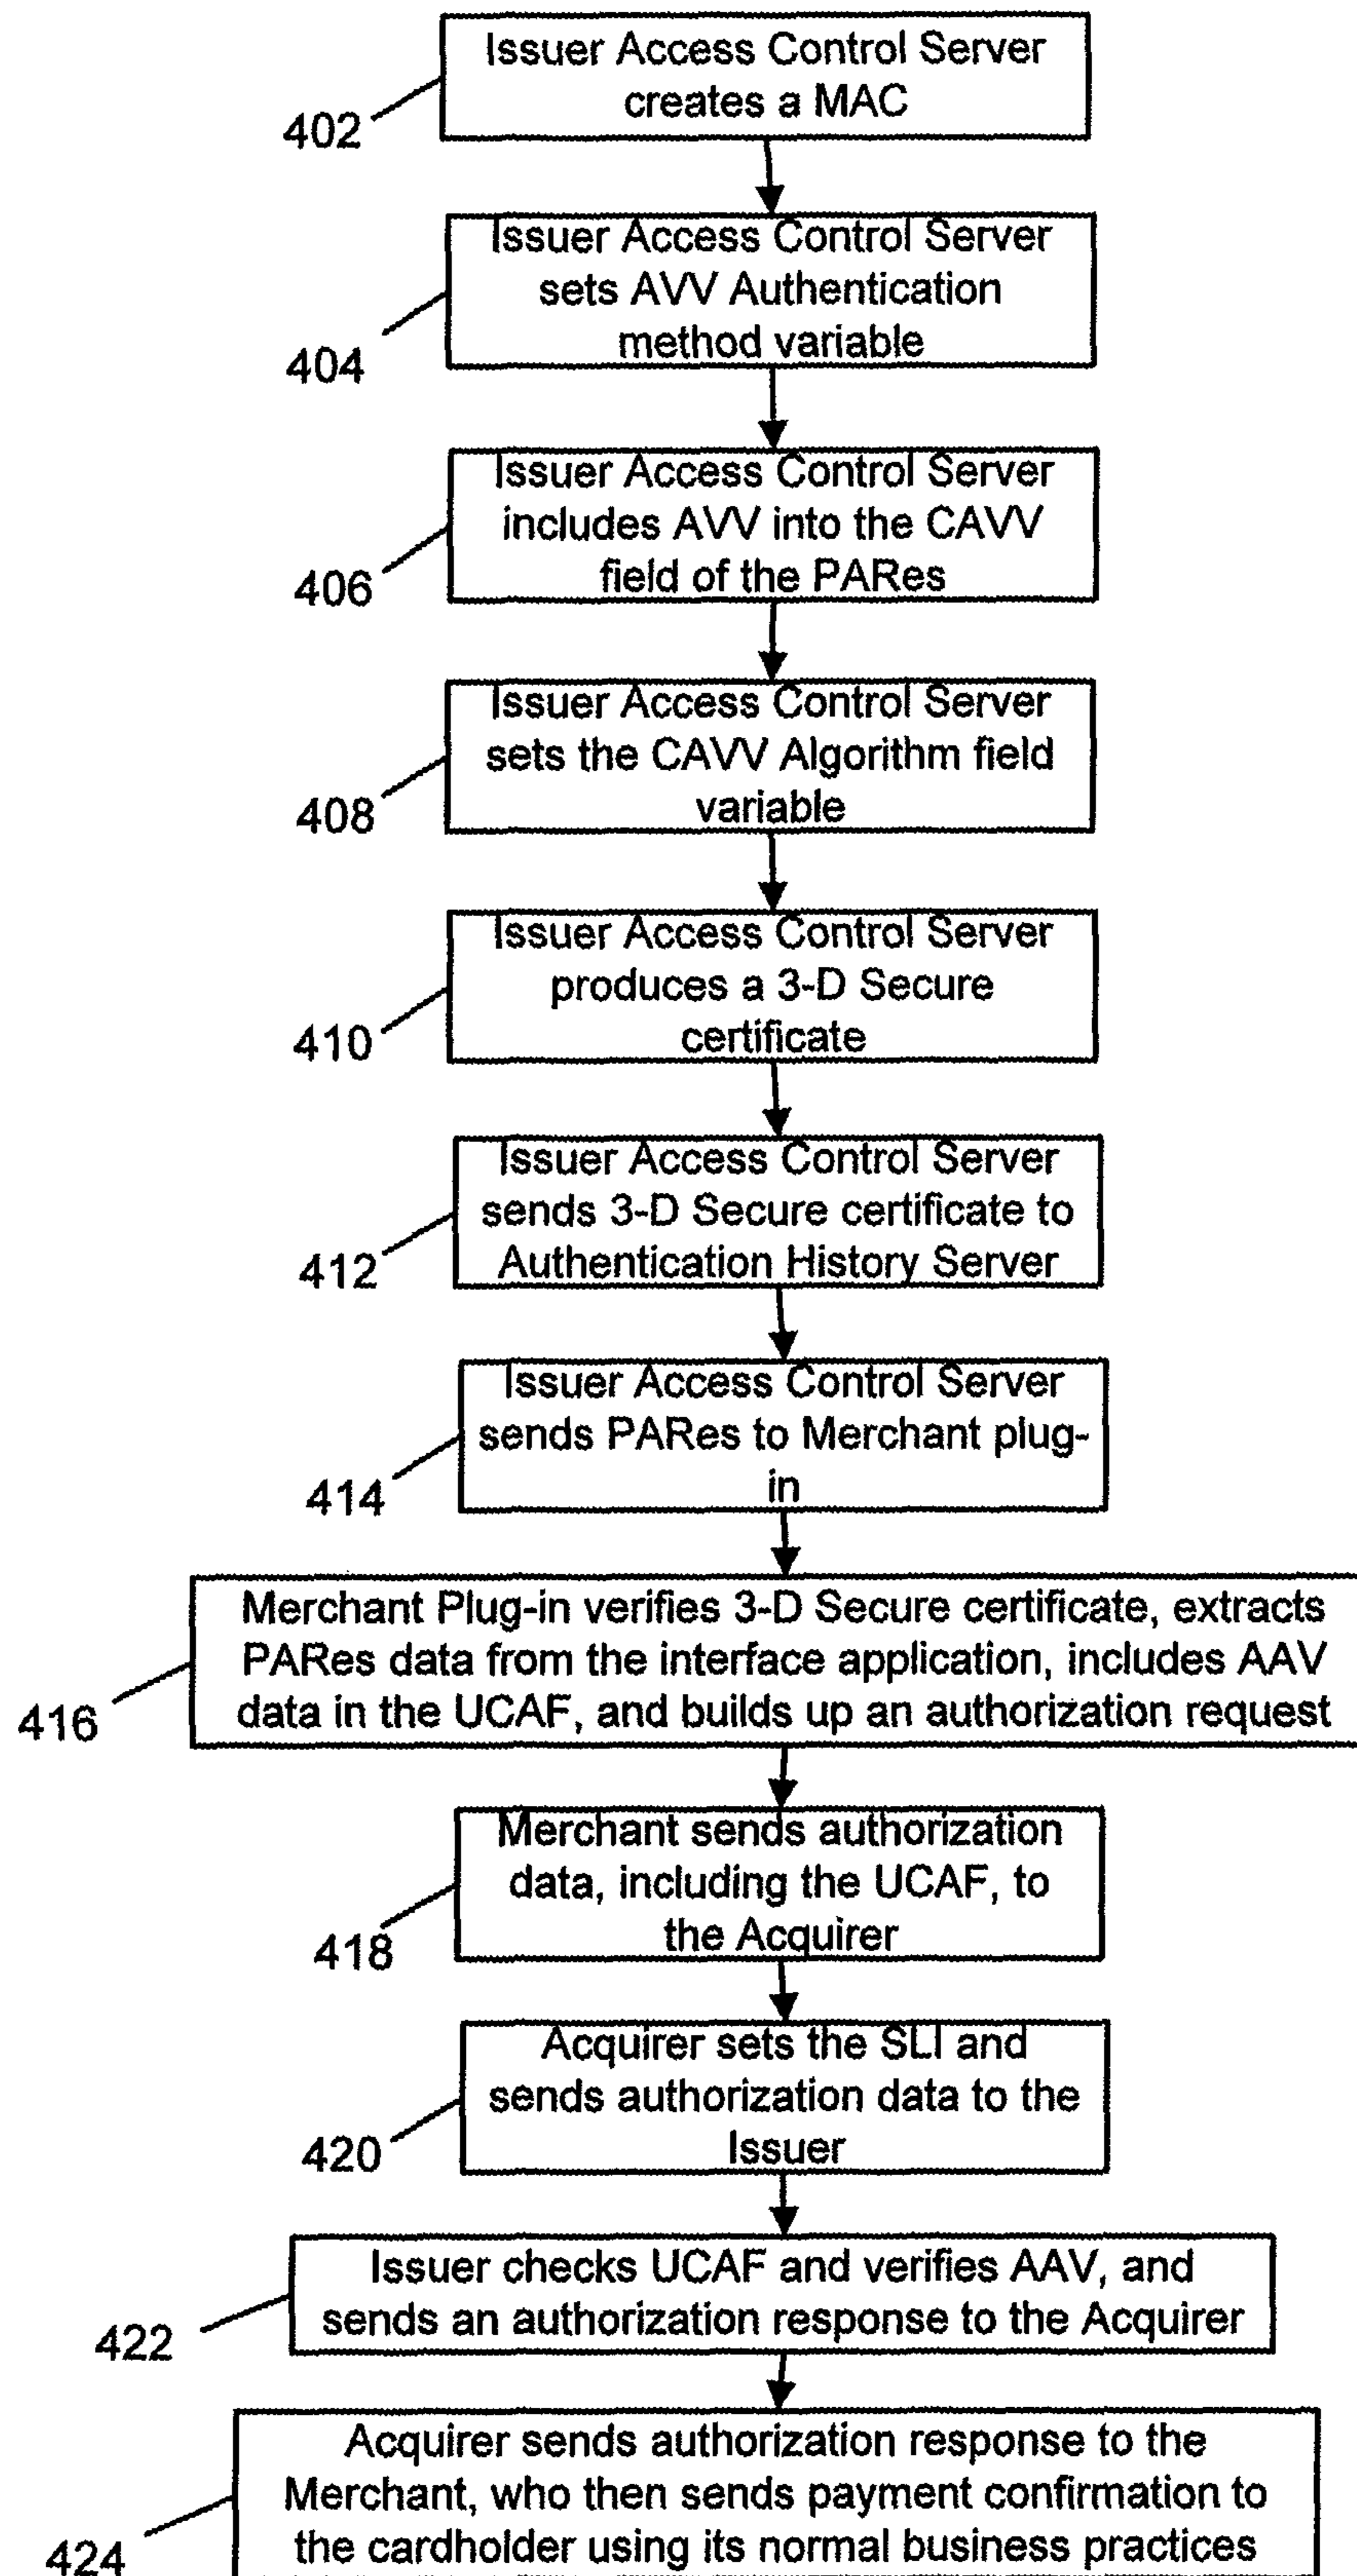 Issuer Access Control Server
creates a MAC
402
Issuer Access Control Server
sets AVV Authentication
method variable
404
Issuer Access Control Server
includes AVV into the CAVV
field of the PARes
406
Issuer Access Control Server
sets the CAVV Algorithm field
variable
408
Issuer Access Control Server
produces a 3-D Secure
certificate
410
Issuer Access Control Server
sends 3-D Secure certificate to
Authentication History Server
412
Issuer Access Control Server
sends PARes to Merchant plug-
in
414
Merchant Plug-in verifies 3-D Secure certificate, extracts
PARes data from the interface application, includes AAV
data in the UCAF, and builds up an authorization request
416
Merchant sends authorization
data, including the UCAF, to
the Acquirer
418
Acquirer sets the SLI and
sends authorization data to the
Issuer
420
Issuer checks UCAF and verifies AAV, and
sends an authorization response to the Acquirer
422
Acquirer sends authorization response to the
Merchant, who then sends payment confirmation to
the cardholder using its normal business practices
424